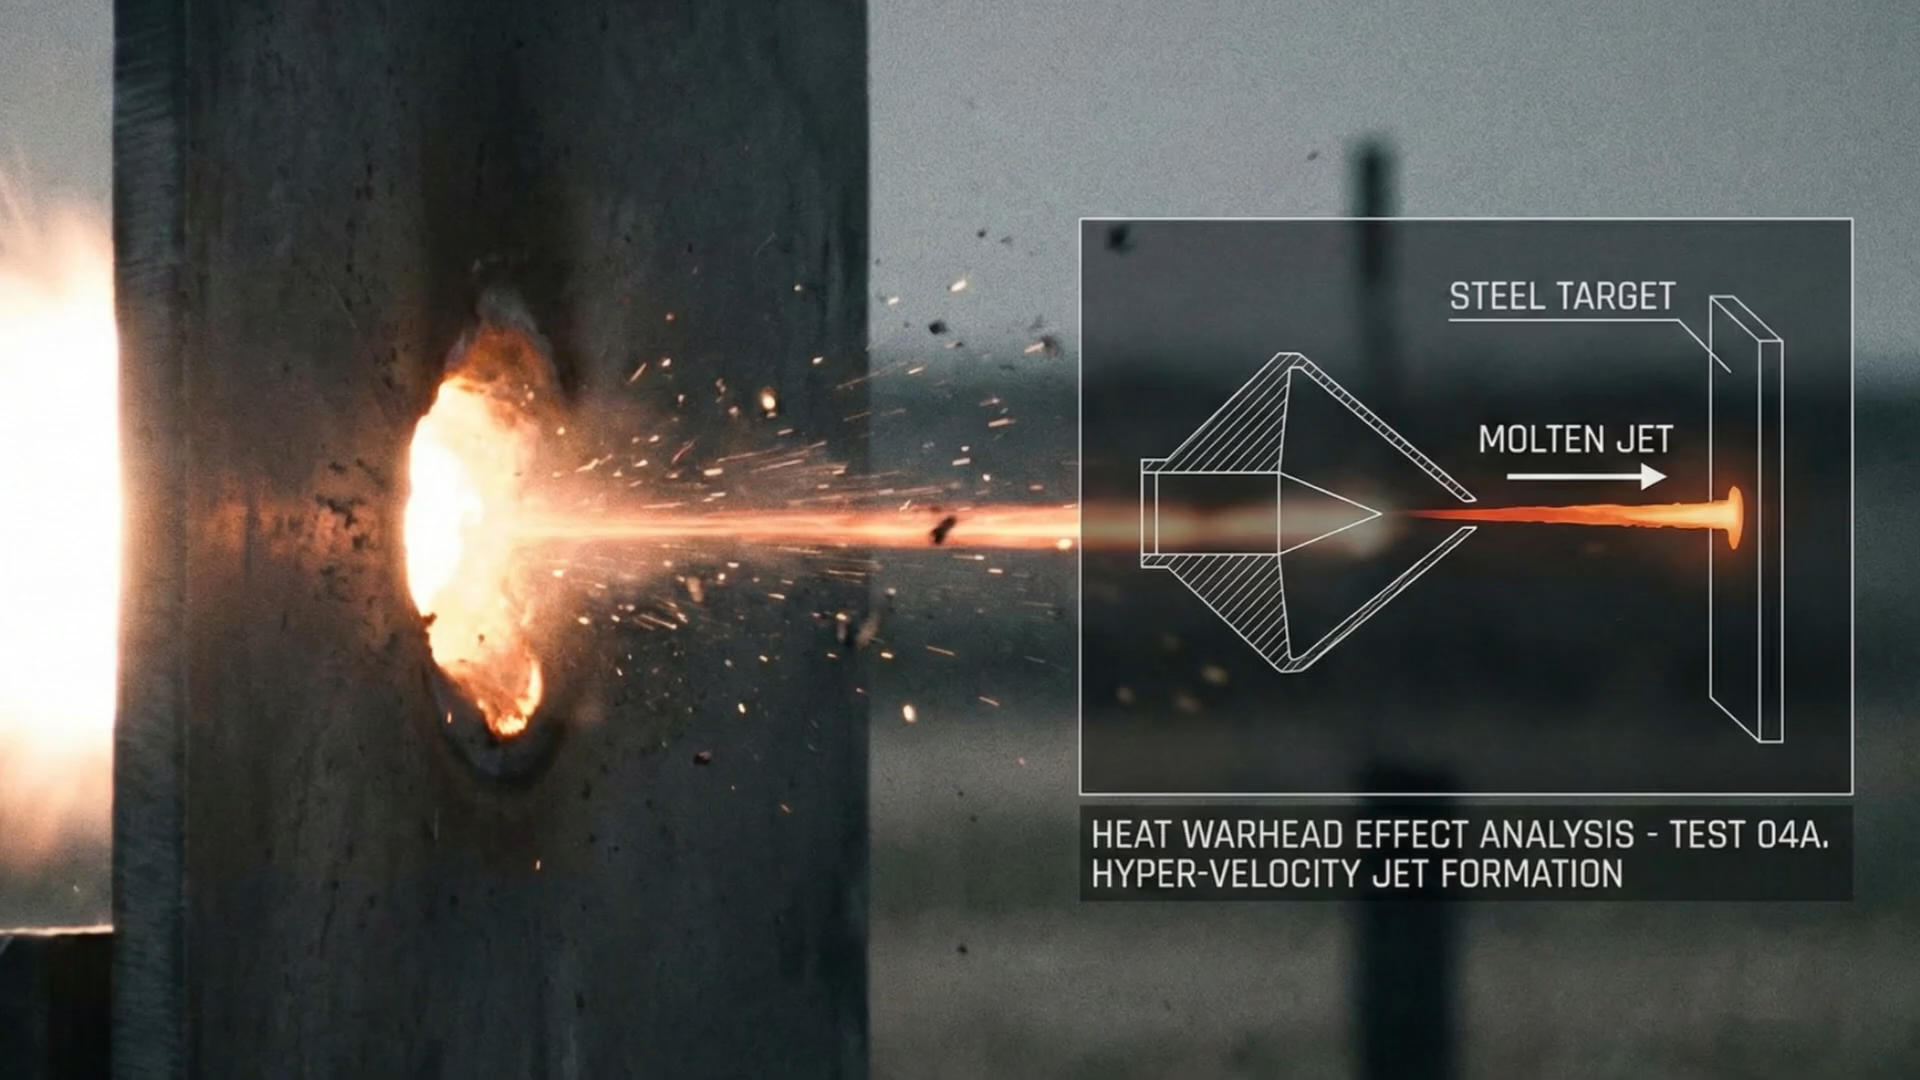 STEEL TARGET
MOLTEN JET
HEAT WARHEAD EFFECT ANALYSIS - TEST 04A.
HYPER-VELOCITY JET FORMATION